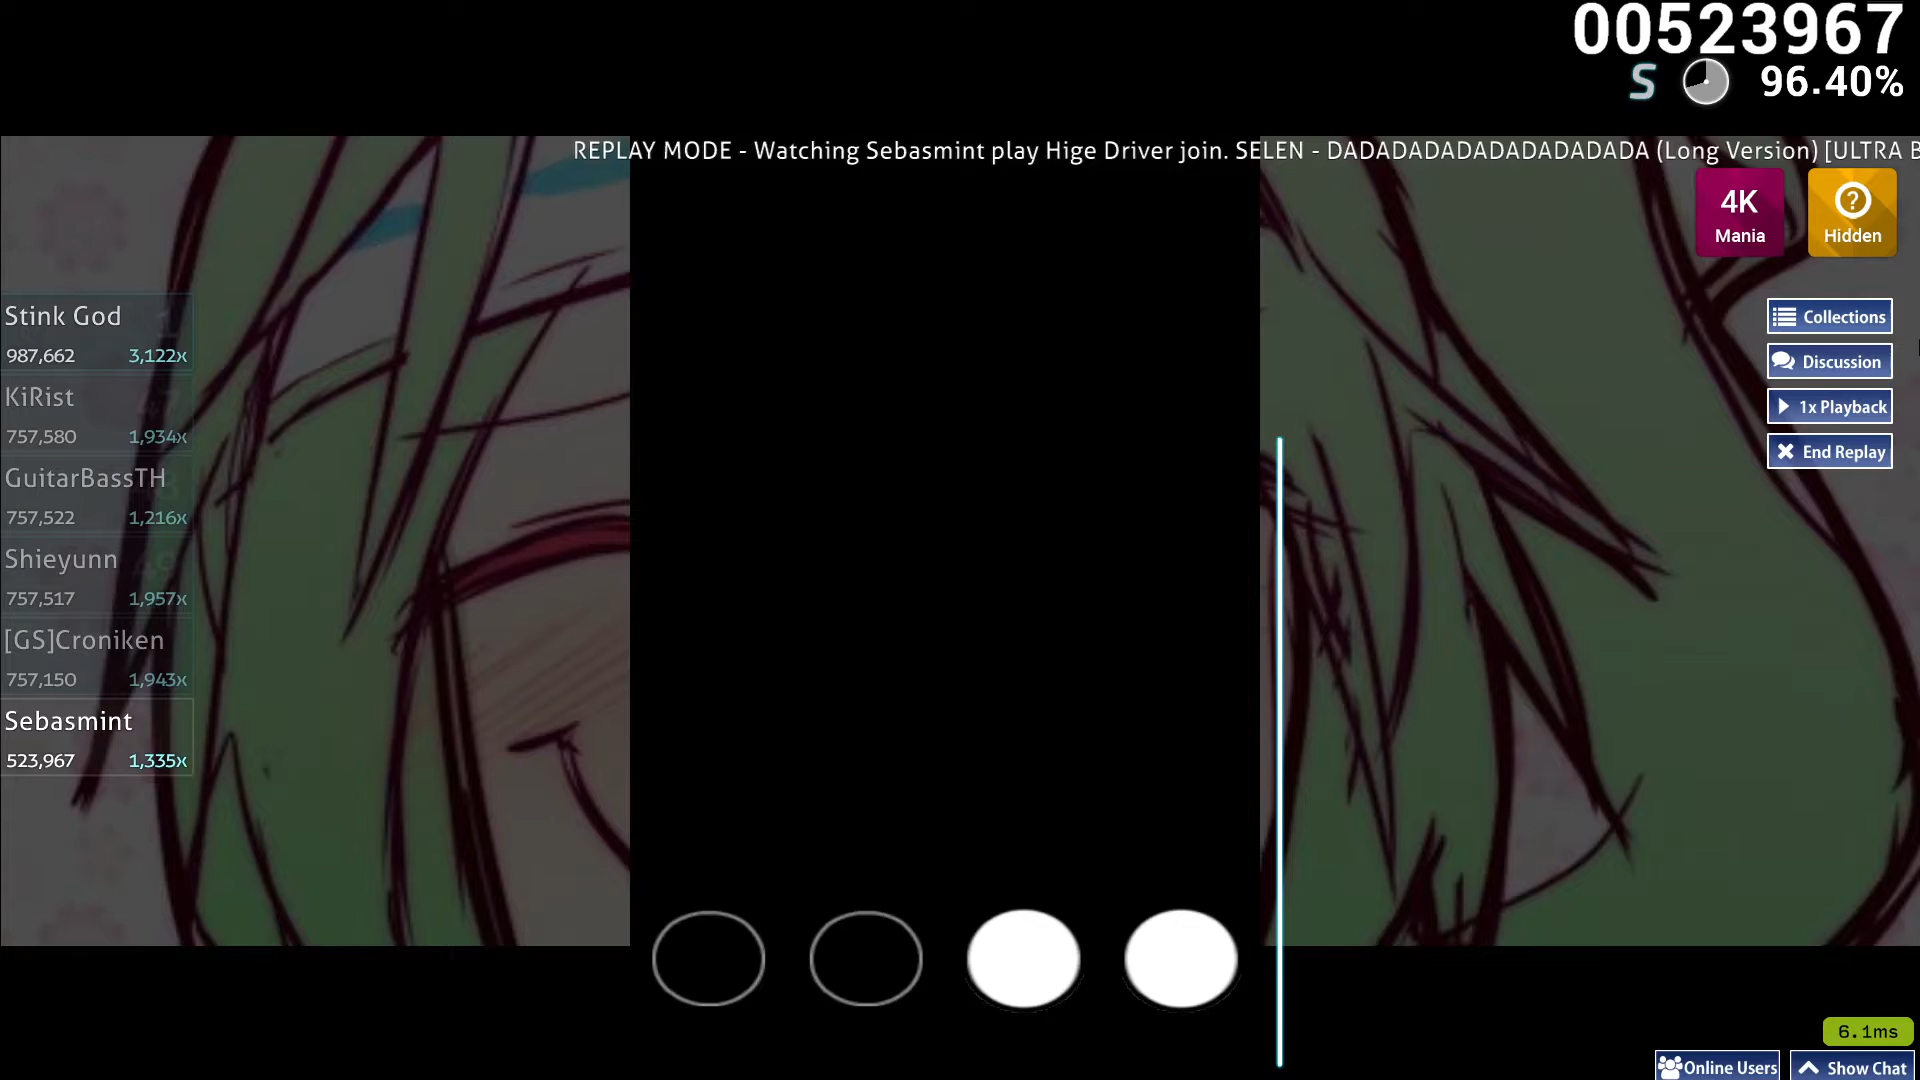 00523967
S 96.40%
REPLAY MODE - Watching Sebasmint play Hige Driver join. SELEN - DADADADADADADADADADA (Long Version) [ULTRA B
4K
Mania
?
Hidden
Stink God
987,662 3,122x
KiRist
757,580 1,934x
GuitarBassTH
757,522 1,216x
Shieyunn
757,517 1,957x
[GS]Croniken
757,150 1,943x
Sebasmint
523,967 1,335x
Collections
Discussion
1x Playback
End Replay
6.1ms
Online Users
Show Chat